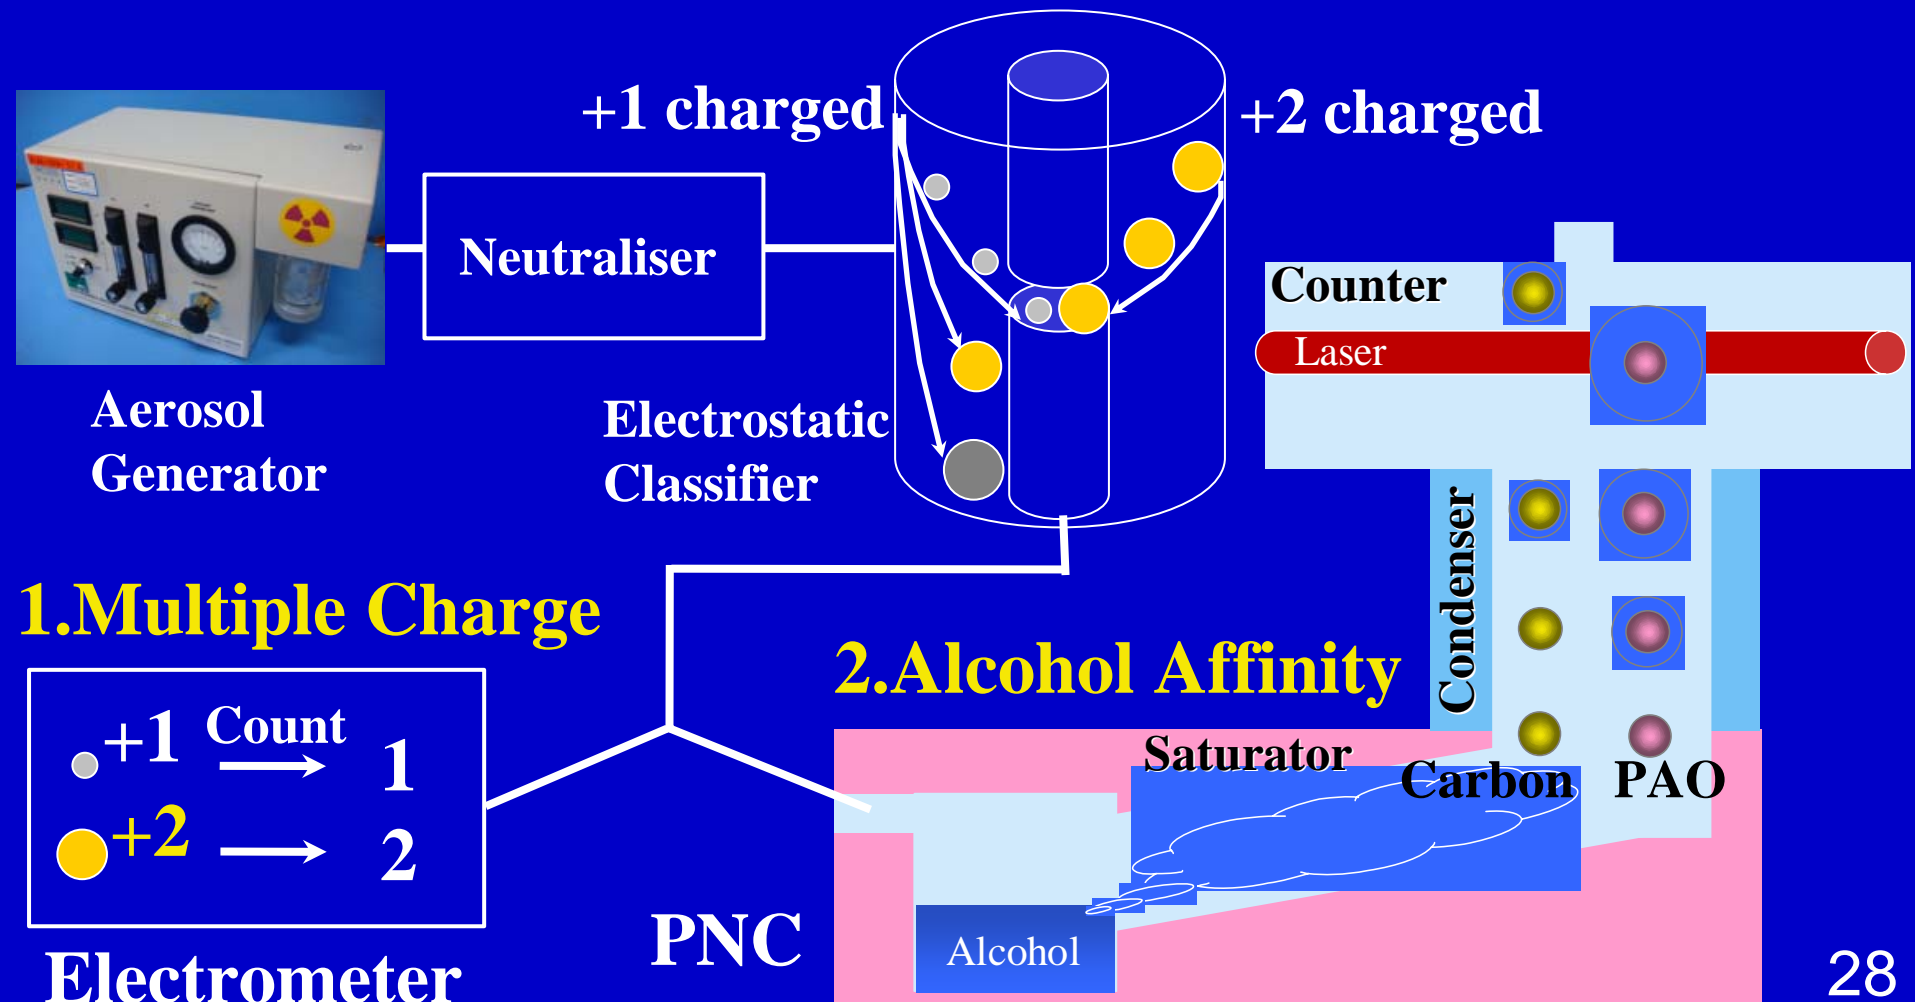 +1 charged
+2 charged
Neutraliser
Aerosol
Generator
Electrostatic
Classifier
Counter
Laser
Condenser
1.Multiple Charge
+1 Count 1
+2 2
Electrometer
2.Alcohol Affinity
Saturator
Carbon PAO
PNC
Alcohol
28